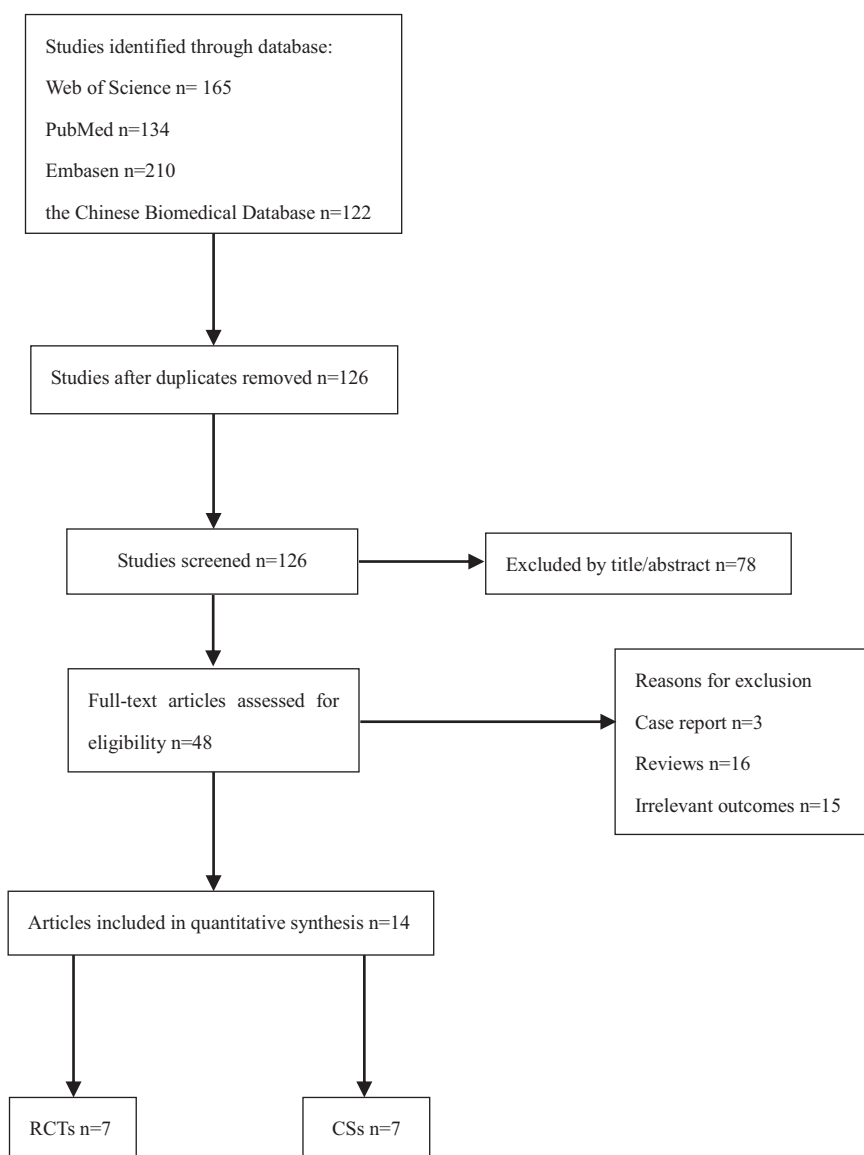 Studies identified through database:
Web of Science n= 165
PubMed n=134
Embasen n=210
the Chinese Biomedical Database n=122
Studies after duplicates removed n=126
Studies screened n=126
Excluded by title/abstract n=78
Full-text articles assessed for
eligibility n=48
Reasons for exclusion
Case report n=3
Reviews n=16
Irrelevant outcomes n=15
Articles included in quantitative synthesis n=14
RCTs n=7
CSs n=7